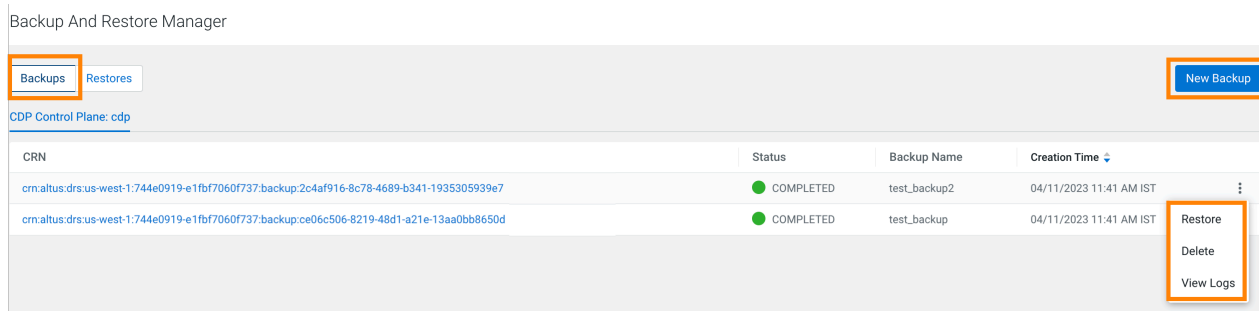 Backup And Restore Manager
Backups Restores New Backup
CDP Control Plane: cdp
CRN Status Backup Name Creation Time
crn:altus:drs:us-west-1:744e0919-e1fbf7060f737:backup:2c4af916-8c78-4689-b341-1935305939e7 COMPLETED test_backup2 04/11/2023 11:41 AM IST
crn:altus:drs:us-west-1:744e0919-e1fbf7060f737:backup:ce06c506-8219-48d1-a21e-13aa0bb8650d COMPLETED test_backup 04/11/2023 11:41 AM IST Restore
Delete
View Logs